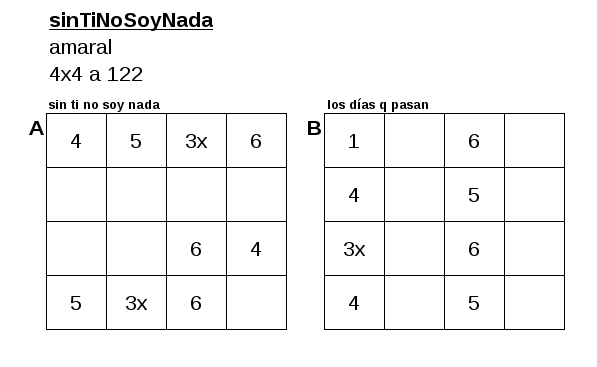 sinTiNoSoyNada
amaral
4x4 a 122
sin ti no soy nada
A
4 5 3x 6
6 4
5 3x 6
los días q pasan
B
1 6
4 5
3x 6
4 5